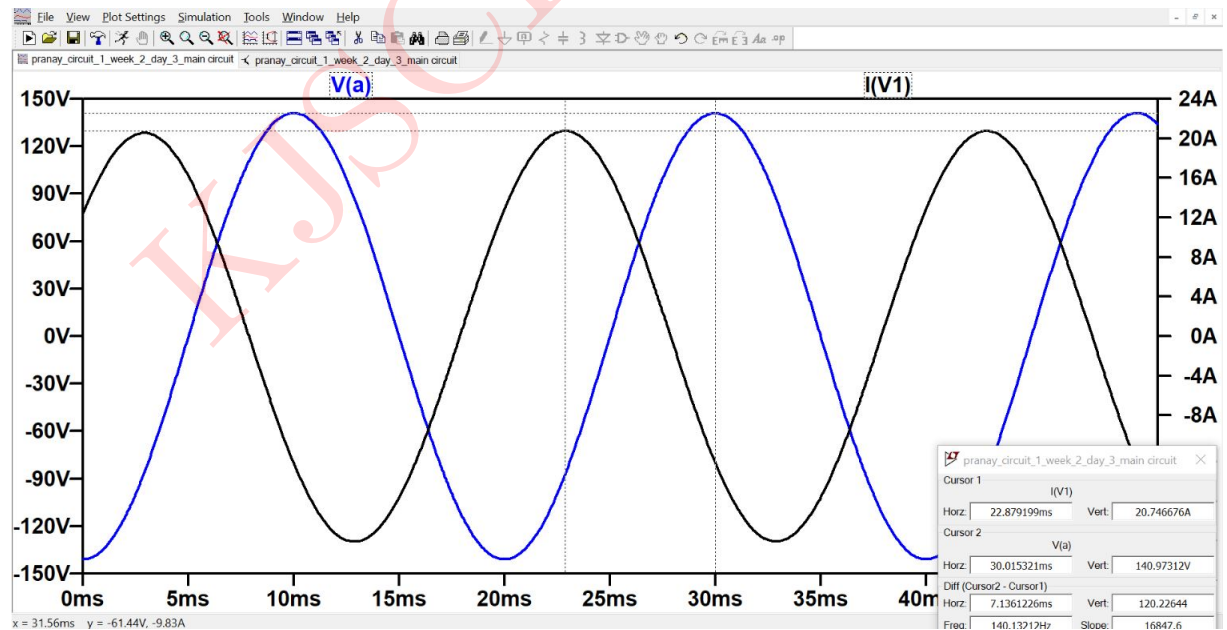 File View Plot Settings Simulation Tools Window Help
pranay_circuit_1_week_2_day_3_main circuit pranay_circuit_1_week_2_day_3_main circuit
V(a) I(V1)
150V 24A
120V 20A
90V 16A
60V 12A
30V 8A
0V 4A
-30V 0A
-60V -4A
-90V -8A
-120V
-150V
0ms 5ms 10ms 15ms 20ms 25ms 30ms 35ms 40m
pranay_circuit_1_week_2_day_3_main circuit
Cursor 1
I(V1)
Horz: 22.879199ms Vert: 20.746676A
Cursor 2
V(a)
Horz: 30.015321ms Vert: 140.97312V
Diff (Cursor2 - Cursor1)
Horz: 7.1361226ms Vert: 120.22644
Freq: 140.13212Hz Slope: 16847.6
x = 31.56ms y = -61.44V, -9.83A
KJSC